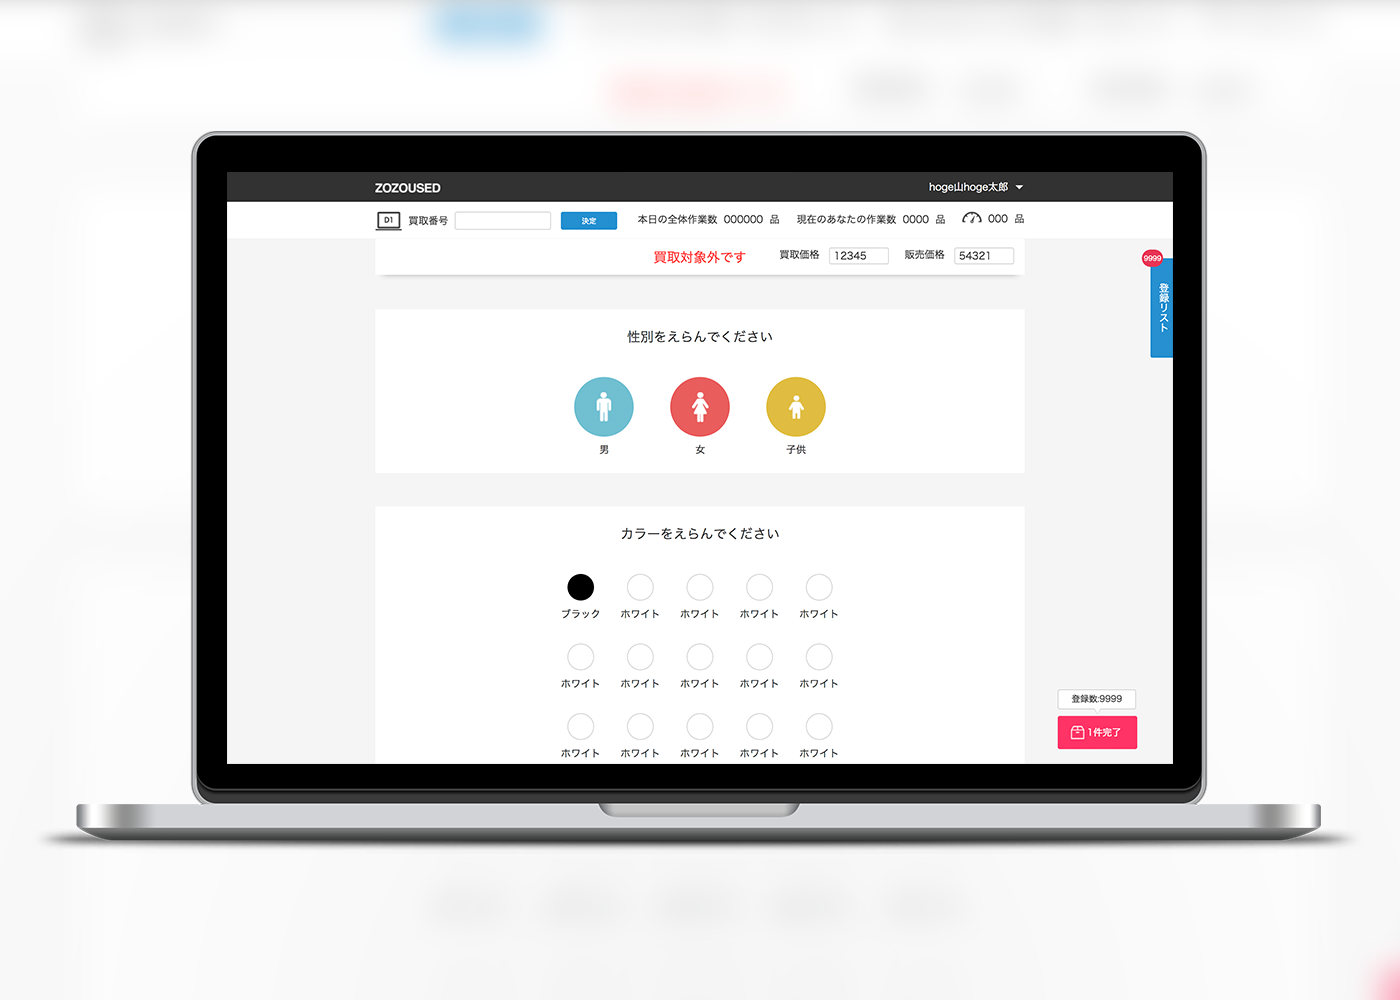 ZOZOUSED
hoge山hoge太郎
D1 買取番号 決定 本日の全体作業数 000000 品 現在のあなたの作業数 0000 品 000 品
買取対象外です 買取価格 12345 販売価格 54321
9999
登録リスト
性別をえらんでください
男 女 子供
カラーをえらんでください
ブラック ホワイト ホワイト ホワイト ホワイト
ホワイト ホワイト ホワイト ホワイト ホワイト
ホワイト ホワイト ホワイト ホワイト ホワイト
登録数:9999
1件完了